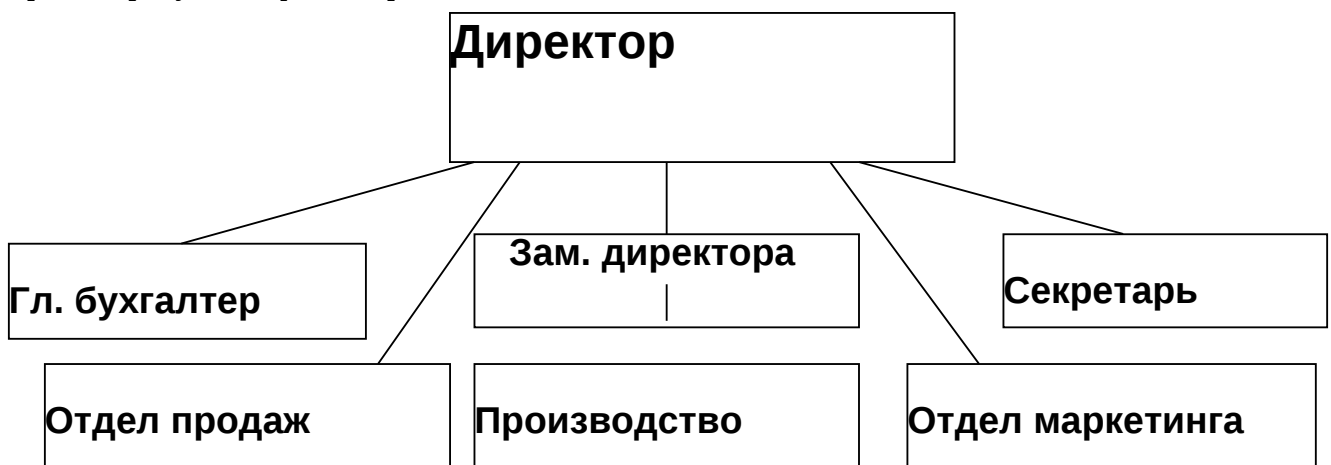 Директор
Зам. директора
Гл. бухгалтер
Секретарь
Отдел продаж
Производство
Отдел маркетинга